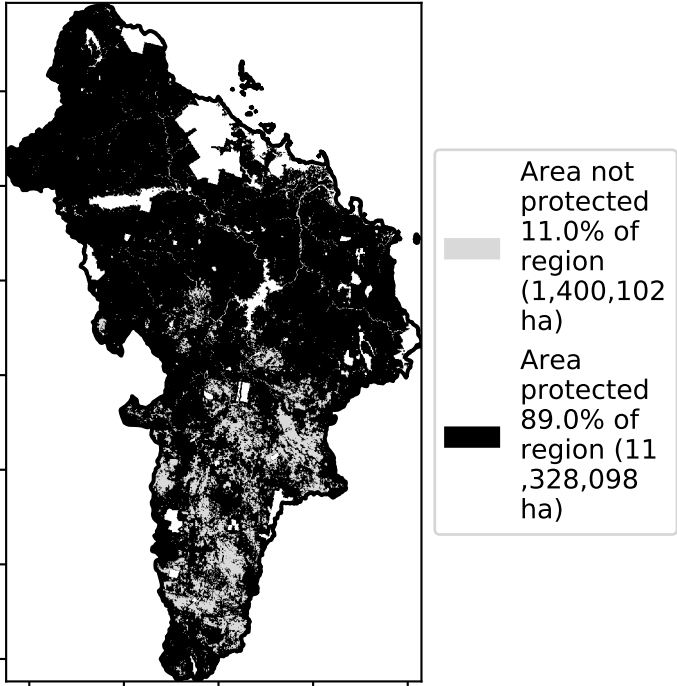 Area not
protected
11.0% of
region
(1,400,102
ha)
Area
protected
89.0% of
region (11
,328,098
ha)